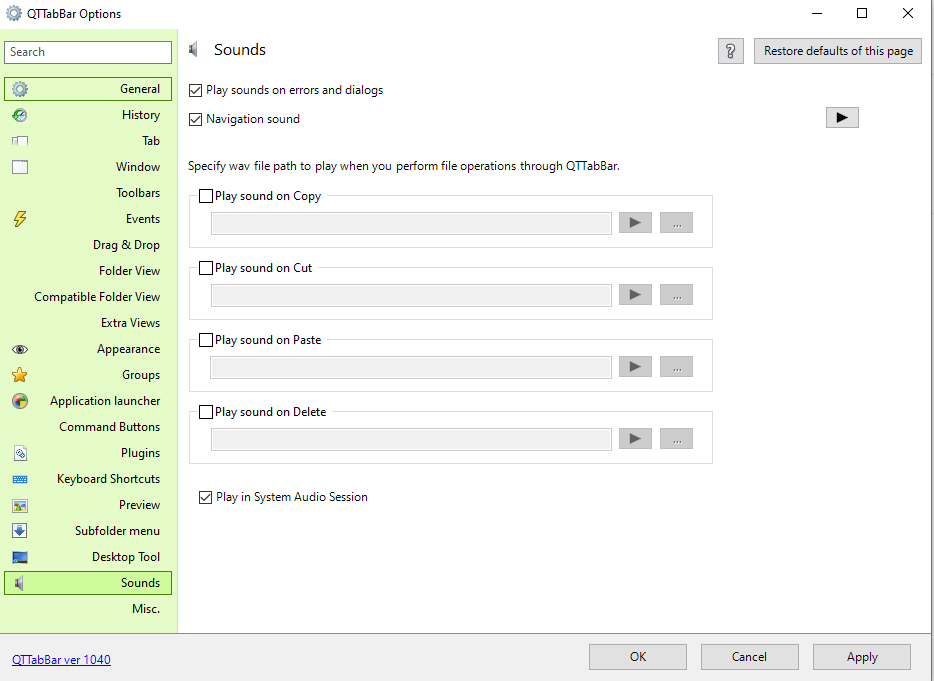 QTTabBar Options
Search
General
History
Tab
Window
Toolbars
Events
Drag & Drop
Folder View
Compatible Folder View
Extra Views
Appearance
Groups
Application launcher
Command Buttons
Plugins
Keyboard Shortcuts
Preview
Subfolder menu
Desktop Tool
Sounds
Misc.
Sounds
?
Restore defaults of this page
Play sounds on errors and dialogs
Navigation sound
Specify wav file path to play when you perform file operations through QTTabBar.
Play sound on Copy
...
Play sound on Cut
...
Play sound on Paste
...
Play sound on Delete
...
Play in System Audio Session
QTTabBar ver 1040
OK
Cancel
Apply